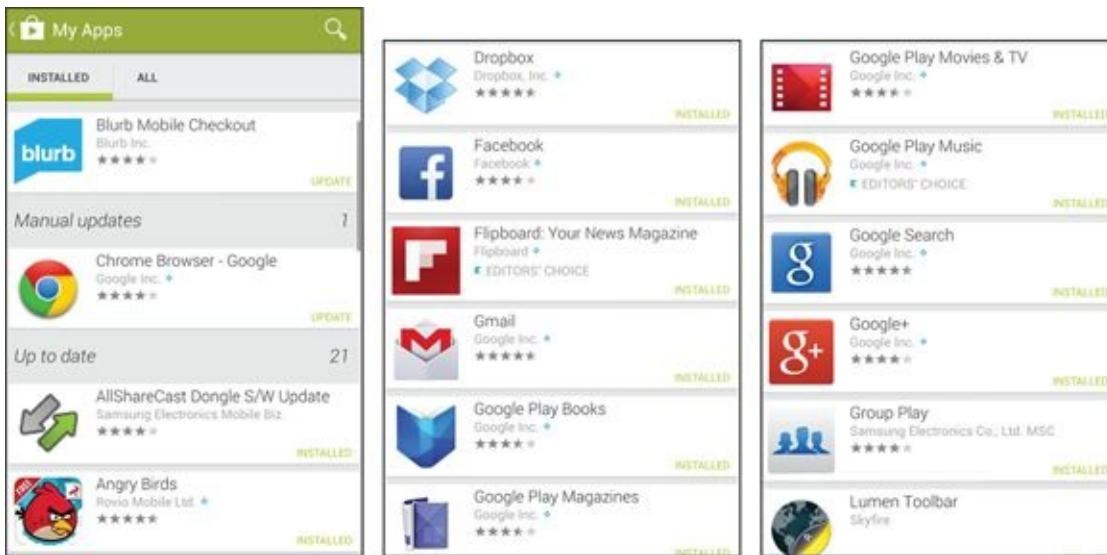 My Apps
INSTALLED ALL
blurb
Blurb Mobile Checkout
Blurb Inc.
UPDATE
Manual updates 1
Chrome Browser - Google
Google Inc.
UPDATE
Up to date 21
AllShareCast Dongle S/W Update
Samsung Electronics Mobile Biz
INSTALLED
FREE
Angry Birds
Rovio Mobile Ltd.
INSTALLED
Dropbox
Dropbox, Inc.
INSTALLED
f
Facebook
Facebook
INSTALLED
Flipboard: Your News Magazine
Flipboard
EDITORS' CHOICE
INSTALLED
Gmail
Google Inc.
INSTALLED
Google Play Books
Google Inc.
INSTALLED
Google Play Magazines
Google Inc.
INSTALLED
Google Play Movies & TV
Google Inc.
INSTALLED
Google Play Music
Google Inc.
EDITORS' CHOICE
INSTALLED
g
Google Search
Google Inc.
INSTALLED
g+
Google+
Google Inc.
INSTALLED
Group Play
Samsung Electronics Co., Ltd. MSC
INSTALLED
Lumen Toolbar
Skyfire